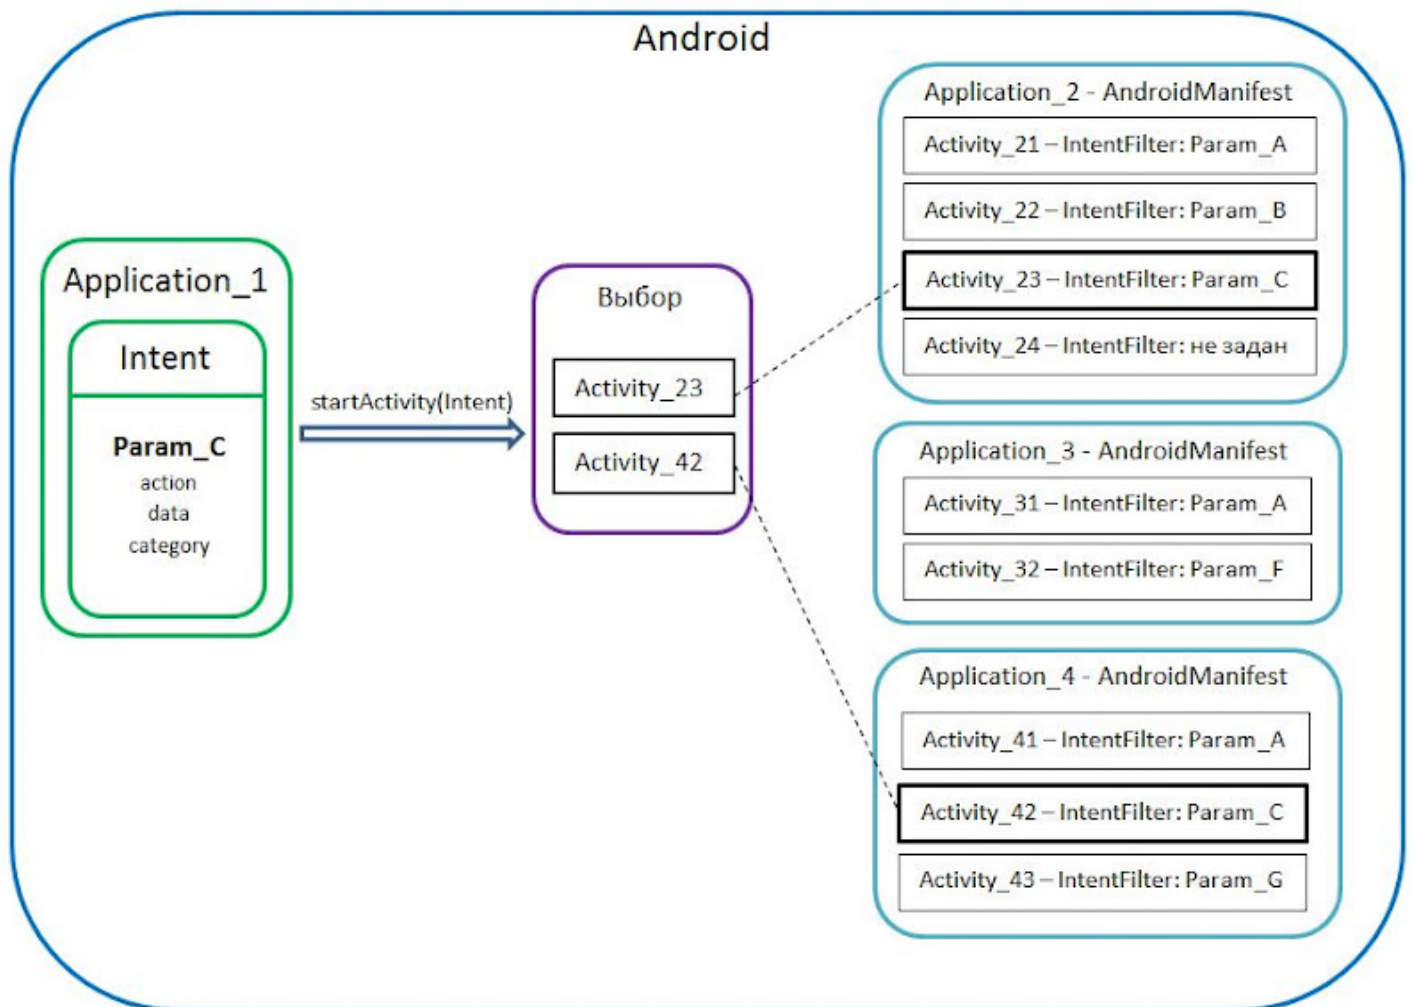 Android
Application_1
Intent
Param_C
action
data
category
startActivity(Intent)
Выбор
Activity_23
Activity_42
Application_2 - AndroidManifest
Activity_21 – IntentFilter: Param_A
Activity_22 – IntentFilter: Param_B
Activity_23 – IntentFilter: Param_C
Activity_24 – IntentFilter: не задан
Application_3 - AndroidManifest
Activity_31 – IntentFilter: Param_A
Activity_32 – IntentFilter: Param_F
Application_4 - AndroidManifest
Activity_41 – IntentFilter: Param_A
Activity_42 – IntentFilter: Param_C
Activity_43 – IntentFilter: Param_G